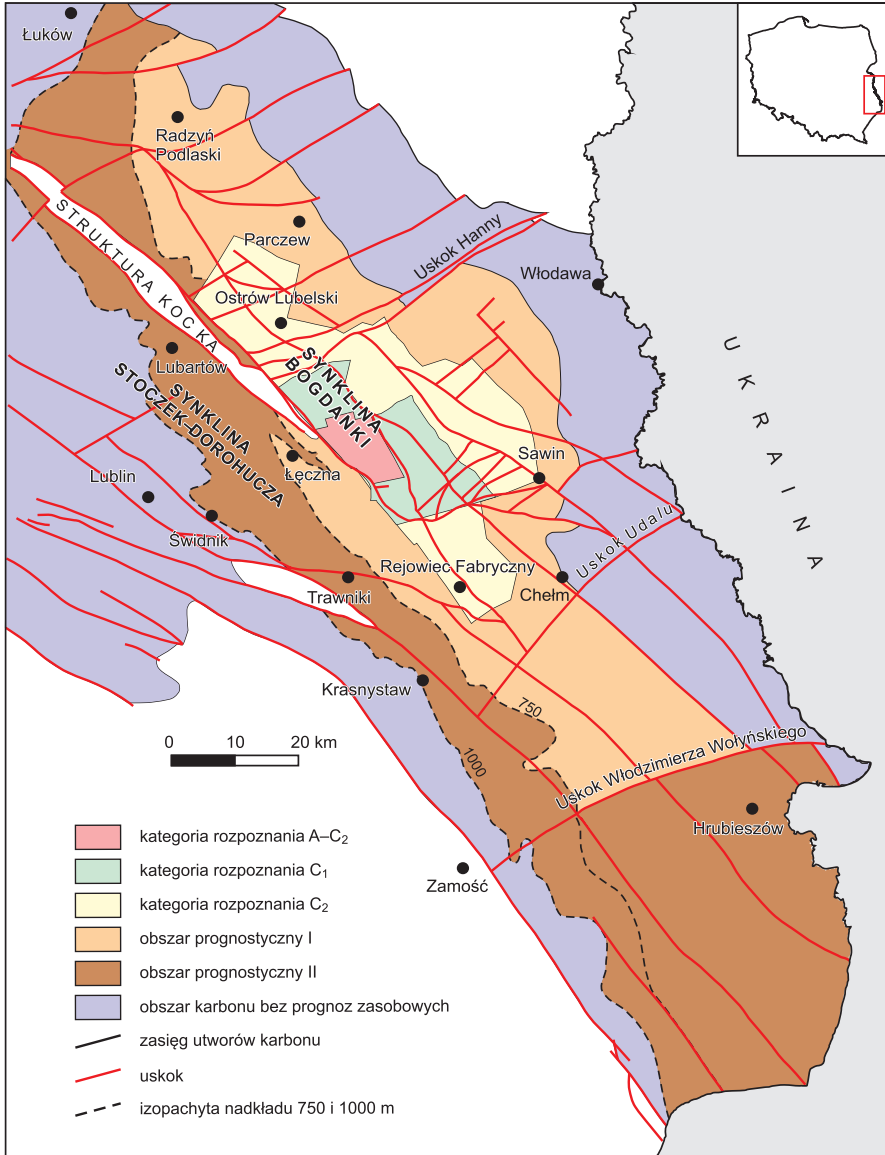 Łuków
Radzyń
Podlaski
Parczew
Uskok Hanny
Włodawa
STRUKTURA KOCKA
Ostrów Lubelski
UKRAINA
Lubartów
SYNKLINA
BOGDANKI
SYNKLINA
STOCZEK–DOROHUCZA
Sawin
Łęczna
Lublin
Świdnik
Uskok Udalu
Rejowiec Fabryczny
Chełm
Trawniki
Krasnystaw
750
1000
0 10 20 km
Uskok Włodzimierza Wołyńskiego
Hrubieszów
Zamość
kategoria rozpoznania A–C₂
kategoria rozpoznania C₁
kategoria rozpoznania C₂
obszar prognostyczny I
obszar prognostyczny II
obszar karbonu bez prognoz zasobowych
zasięg utworów karbonu
uskok
izopachyta nadkładu 750 i 1000 m